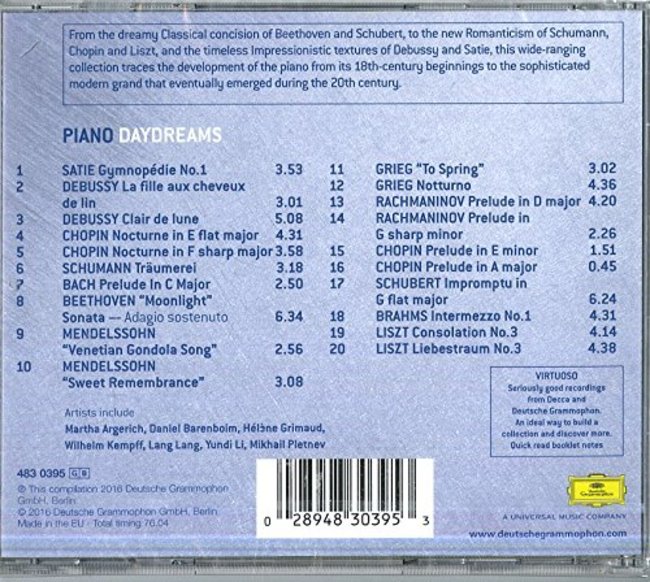 From the dreamy Classical concision of Beethoven and Schubert, to the new Romanticism of Schumann,
Chopin and Liszt, and the timeless Impressionistic textures of Debussy and Satie, this wide-ranging
collection traces the development of the piano from its 18th-century beginnings to the sophisticated
modern grand that eventually emerged during the 20th century.
PIANO DAYDREAMS
1 SATIE Gymnopédie No.1 3.53
2 DEBUSSY La fille aux cheveux
de lin 3.01
3 DEBUSSY Clair de lune 5.08
4 CHOPIN Nocturne in E flat major 4.31
5 CHOPIN Nocturne in F sharp major 3.58
6 SCHUMANN Träumerei 3.18
7 BACH Prelude In C Major 2.50
8 BEETHOVEN "Moonlight"
Sonata — Adagio sostenuto 6.34
9 MENDELSSOHN
"Venetian Gondola Song" 2.56
10 MENDELSSOHN
"Sweet Remembrance" 3.08
11 GRIEG "To Spring" 3.02
12 GRIEG Notturno 4.36
13 RACHMANINOV Prelude in D major 4.20
14 RACHMANINOV Prelude in
G sharp minor 2.26
15 CHOPIN Prelude in E minor 1.51
16 CHOPIN Prelude in A major 0.45
17 SCHUBERT Impromptu in
G flat major 6.24
18 BRAHMS Intermezzo No.1 4.31
19 LISZT Consolation No.3 4.14
20 LISZT Liebestraum No.3 4.38
Artists include
Martha Argerich, Daniel Barenboim, Hélène Grimaud,
Wilhelm Kempff, Lang Lang, Yundi Li, Mikhail Pletnev
VIRTUOSO
Seriously good recordings
from Decca and
Deutsche Grammophon.
An ideal way to build a
collection and discover more.
Quick read booklet notes
483 0395 GB
℗ This compilation 2016 Deutsche Grammophon
GmbH, Berlin
© 2016 Deutsche Grammophon GmbH, Berlin.
Made in the EU · Total timing 76.04
0 28948 30395 3
Deutsche Grammophon
A UNIVERSAL MUSIC COMPANY
www.deutschegrammophon.com